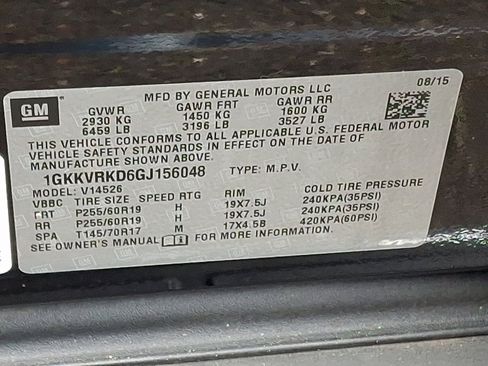 GM
MFD BY GENERAL MOTORS LLC 08/15
GVWR GAWR FRT GAWR RR
2930 KG 1450 KG 1600 KG
6459 LB 3196 LB 3527 LB
THIS VEHICLE CONFORMS TO ALL APPLICABLE U.S. FEDERAL MOTOR
VEHICLE SAFETY STANDARDS IN EFFECT ON THE DATE OF
MANUFACTURE SHOWN ABOVE.
1GKKVRKD6GJ156048 TYPE: M.P.V.
MODEL: V14526
VBBC TIRE SIZE SPEED RTG RIM COLD TIRE PRESSURE
FRT P255/60R19 H 19X7.5J 240KPA(35PSI)
RR P255/60R19 H 19X7.5J 240KPA(35PSI)
SPA T145/70R17 M 17X4.5B 420KPA(60PSI)
SEE OWNER'S MANUAL FOR MORE INFORMATION.